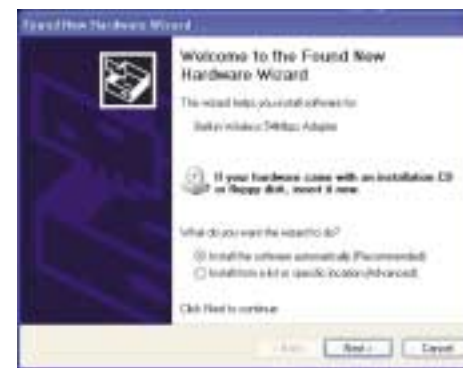 Found New Hardware Wizard
Welcome to the Found New
Hardware Wizard
This wizard helps you install software for:
Belkin Wireless 54Mbps Adapter
If your hardware came with an installation CD
or floppy disk, insert it now.
What do you want the wizard to do?
Install the software automatically (Recommended)
Install from a list or specific location (Advanced)
Click Next to continue.
< Back
Next >
Cancel